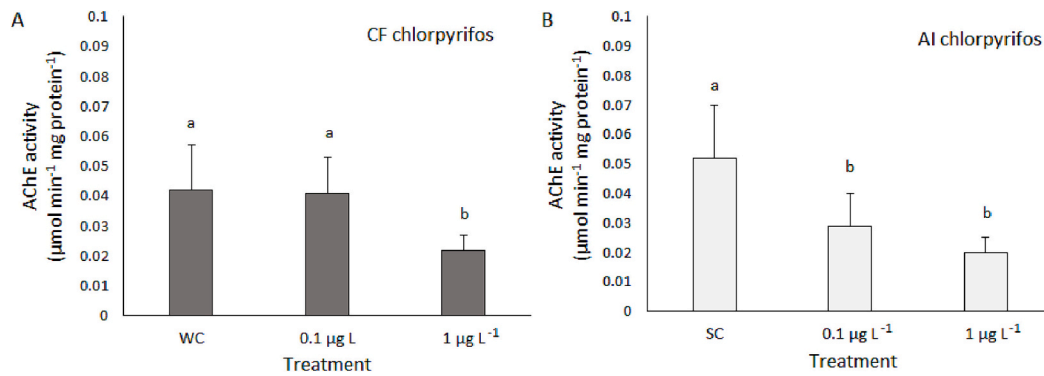 A
CF chlorpyrifos
AChE activity
(µmol min⁻¹ mg protein⁻¹)
0.1
0.09
0.08
0.07
0.06
0.05
0.04
0.03
0.02
0.01
0
a
a
b
WC
0.1 µg L
1 µg L⁻¹
Treatment
B
AI chlorpyrifos
AChE activity
(µmol min⁻¹ mg protein⁻¹)
0.1
0.09
0.08
0.07
0.06
0.05
0.04
0.03
0.02
0.01
0
a
b
b
SC
0.1 µg L⁻¹
1 µg L⁻¹
Treatment